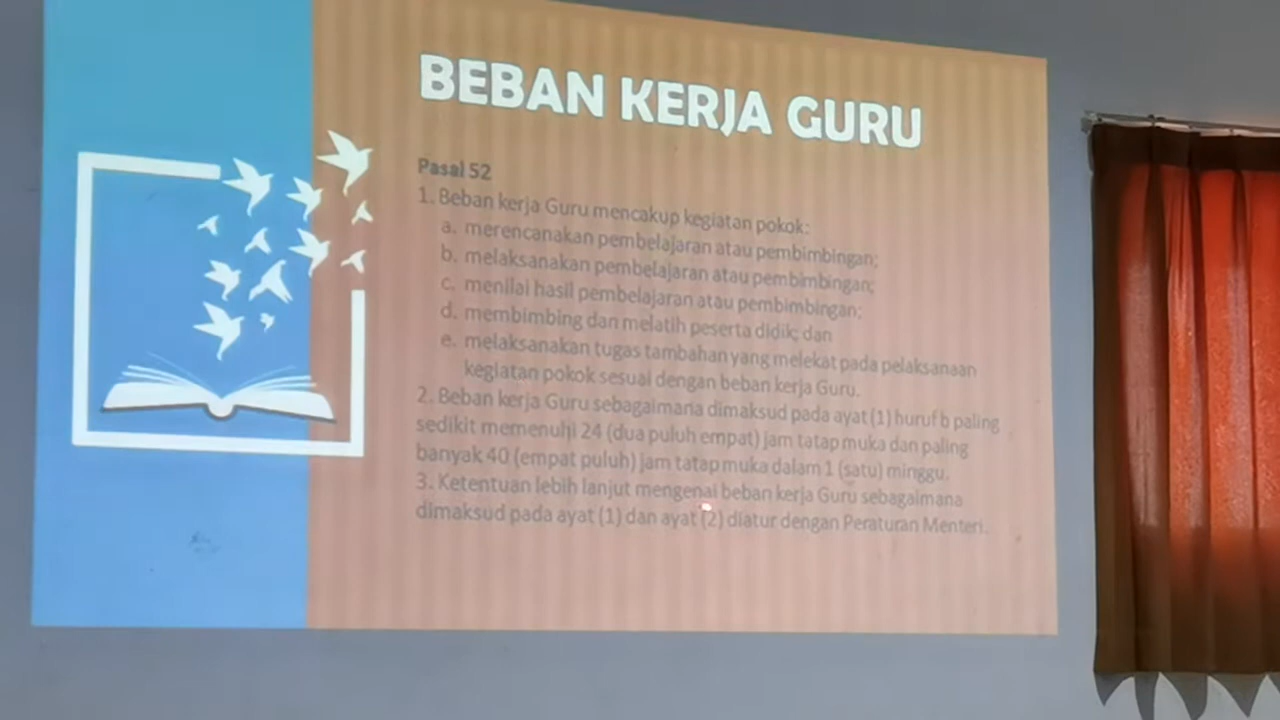 BEBAN KERJA GURU
Pasal 52
1. Beban kerja Guru mencakup kegiatan pokok:
a. merencanakan pembelajaran atau pembimbingan;
b. melaksanakan pembelajaran atau pembimbingan;
c. menilai hasil pembelajaran atau pembimbingan;
d. membimbing dan melatih peserta didik; dan
e. melaksanakan tugas tambahan yang melekat pada pelaksanaan
kegiatan pokok sesuai dengan beban kerja Guru.
2. Beban kerja Guru sebagaimana dimaksud pada ayat (1) huruf b paling
sedikit memenuhi 24 (dua puluh empat) jam tatap muka dan paling
banyak 40 (empat puluh) jam tatap muka dalam 1 (satu) minggu.
3. Ketentuan lebih lanjut mengenai beban kerja Guru sebagaimana
dimaksud pada ayat (1) dan ayat (2) diatur dengan Peraturan Menteri.